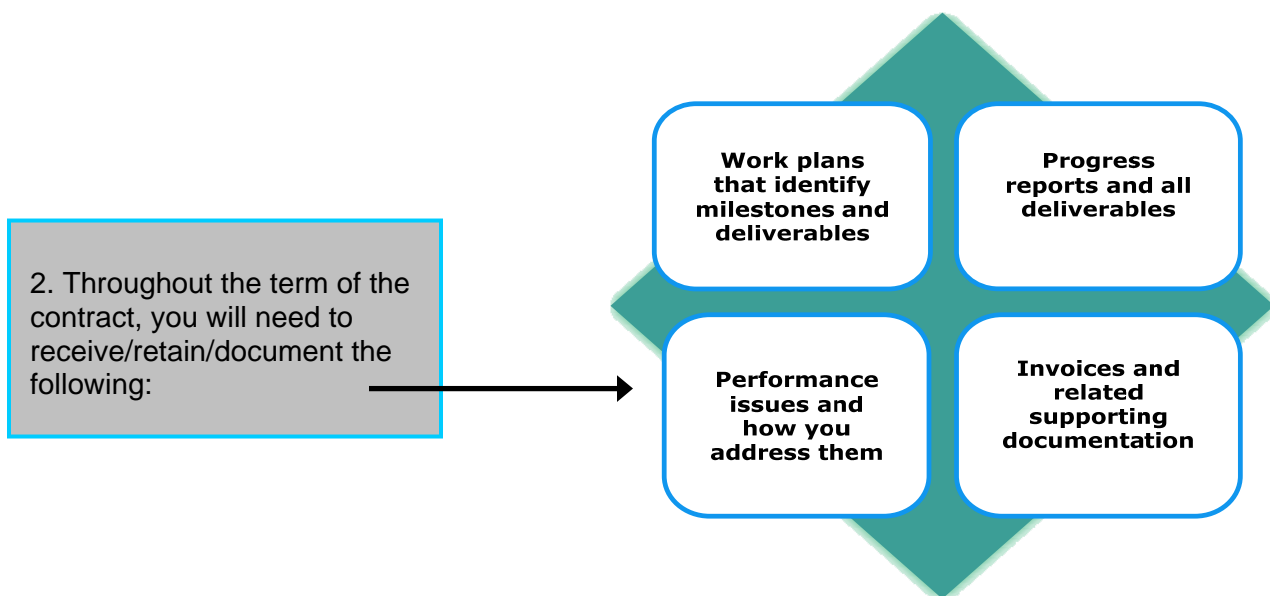 2. Throughout the term of the
contract, you will need to
receive/retain/document the
following:
Work plans
that identify
milestones and
deliverables
Progress
reports and all
deliverables
Performance
issues and
how you
address them
Invoices and
related
supporting
documentation